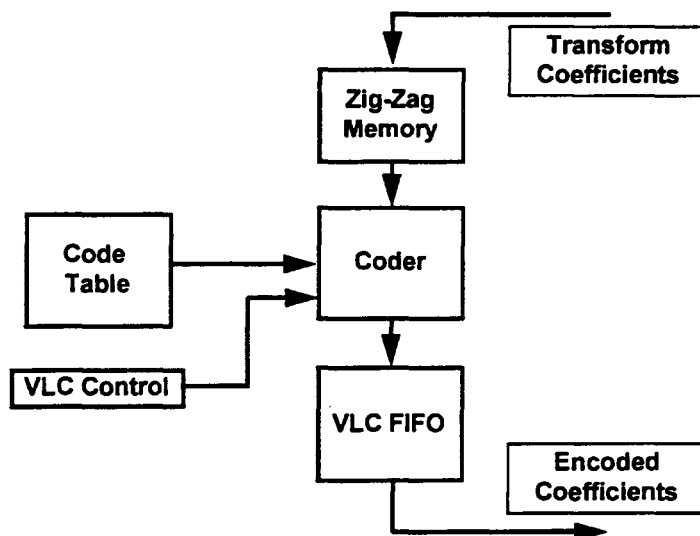 Transform
Coefficients
Zig-Zag
Memory
Code
Table
Coder
VLC Control
VLC FIFO
Encoded
Coefficients